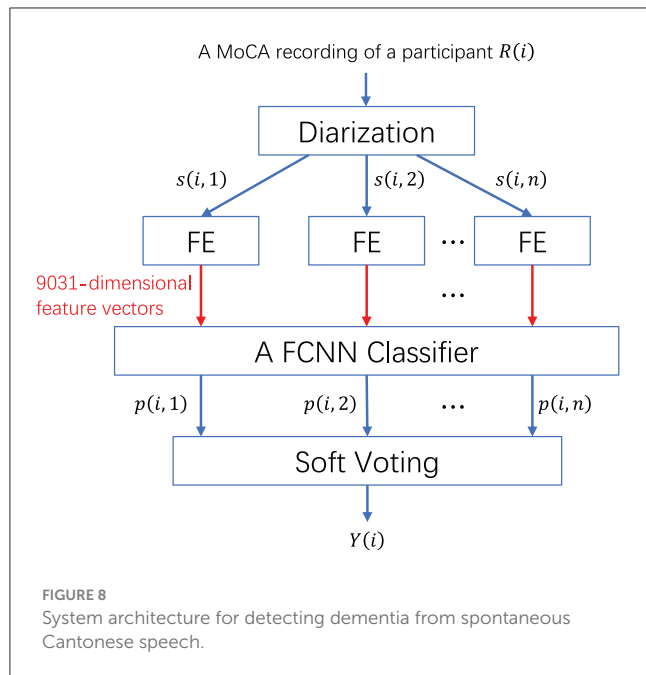 A MoCA recording of a participant R(i)
Diarization
s(i, 1) s(i, 2) s(i, n)
FE FE ... FE
9031-dimensional
feature vectors
...
A FCNN Classifier
p(i, 1) p(i, 2) ... p(i, n)
Soft Voting
Y(i)
FIGURE 8
System architecture for detecting dementia from spontaneous
Cantonese speech.